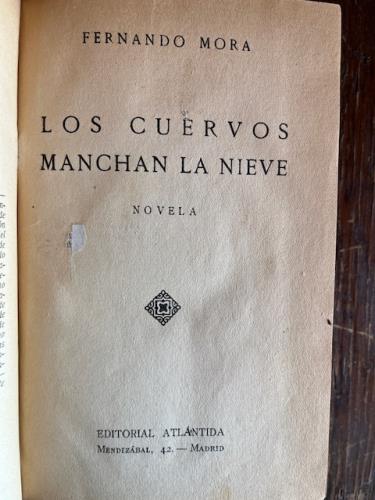 FERNANDO MORA
LOS CUERVOS
MANCHAN LA NIEVE
NOVELA
EDITORIAL ATLÁNTIDA
MENDIZÁBAL, 42. — MADRID